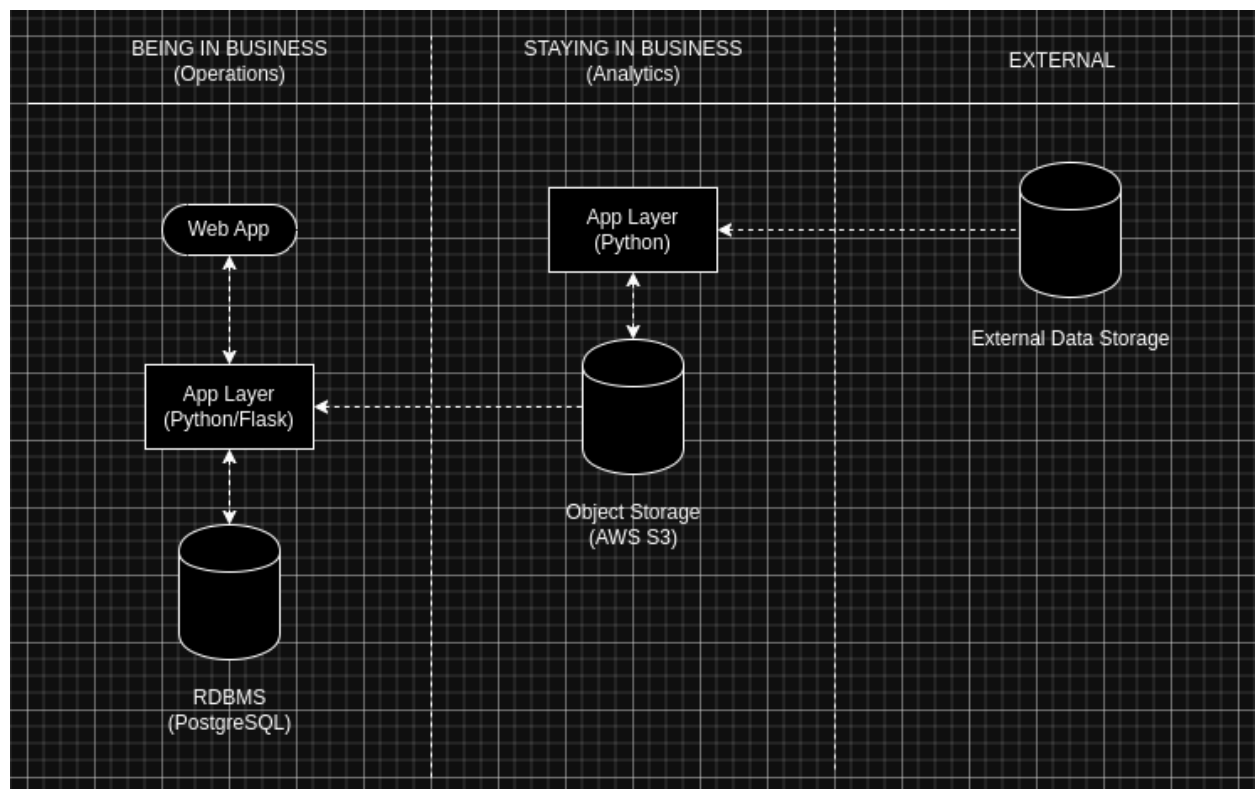 BEING IN BUSINESS
(Operations)
STAYING IN BUSINESS
(Analytics)
EXTERNAL
Web App
App Layer
(Python)
External Data Storage
App Layer
(Python/Flask)
Object Storage
(AWS S3)
RDBMS
(PostgreSQL)